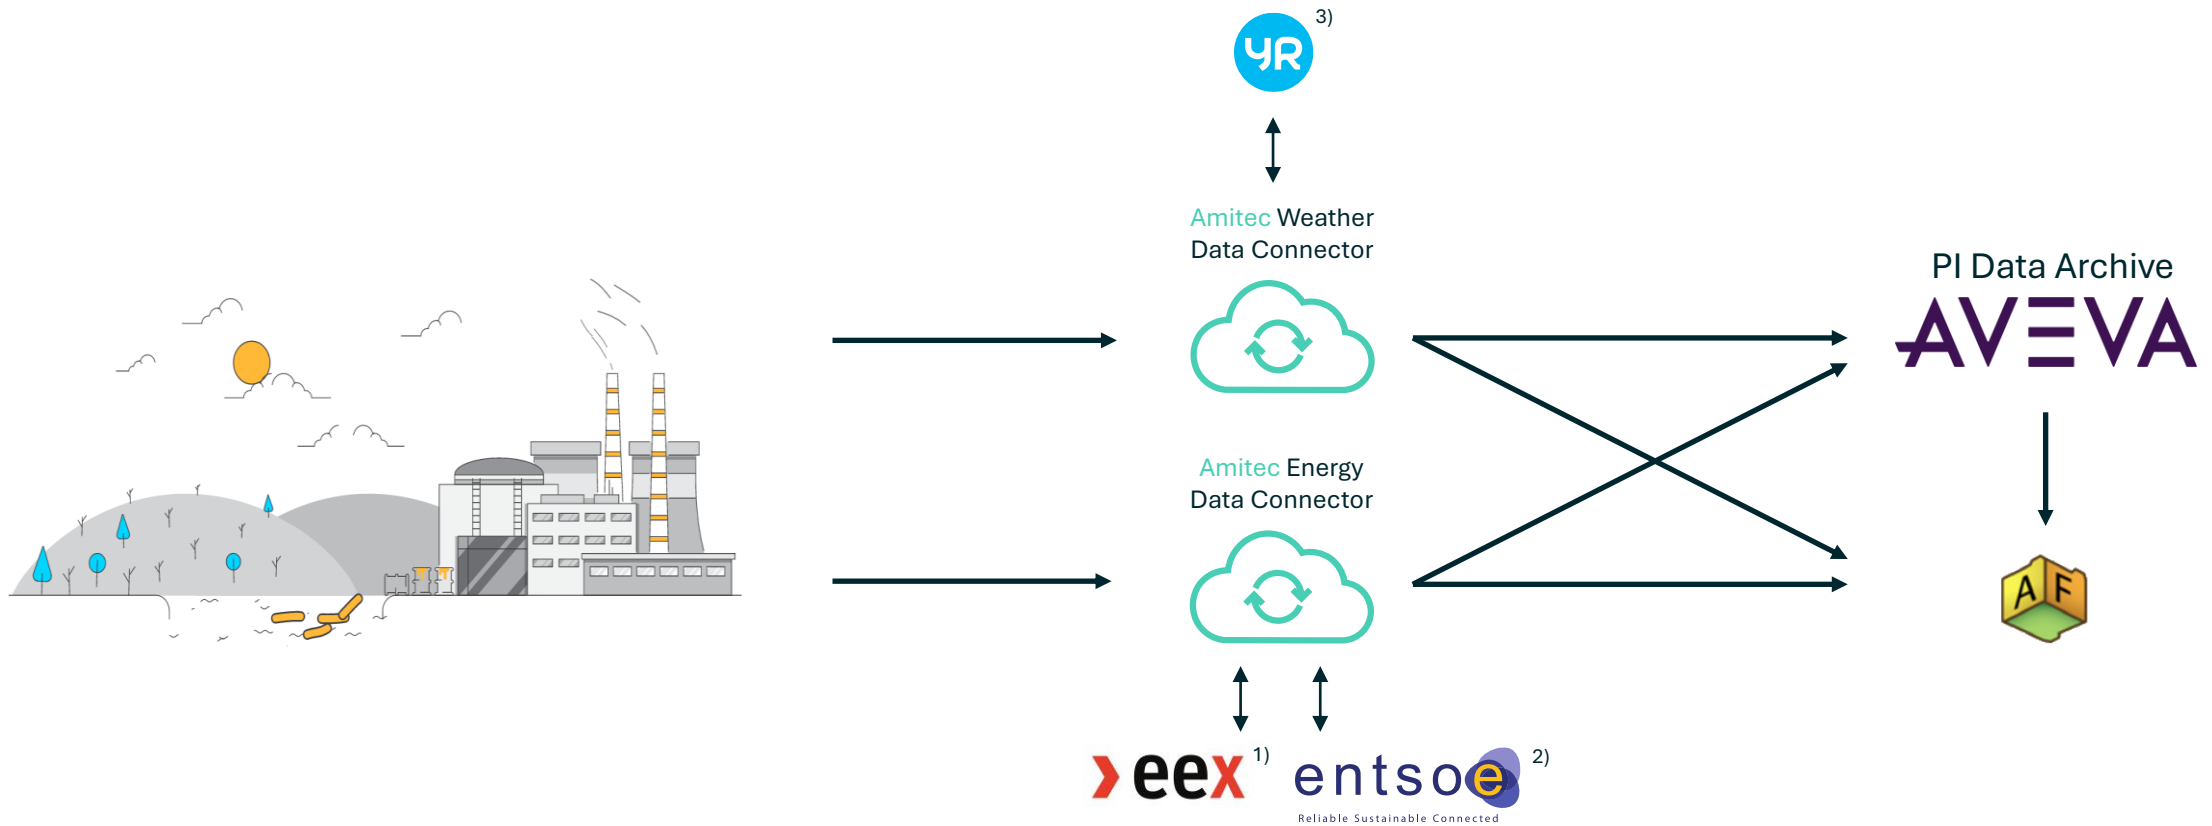 YR
3)
Amitec Weather
Data Connector
PI Data Archive
AVEVA
Amitec Energy
Data Connector
A F
eex
1)
entsoe
2)
Reliable Sustainable Connected